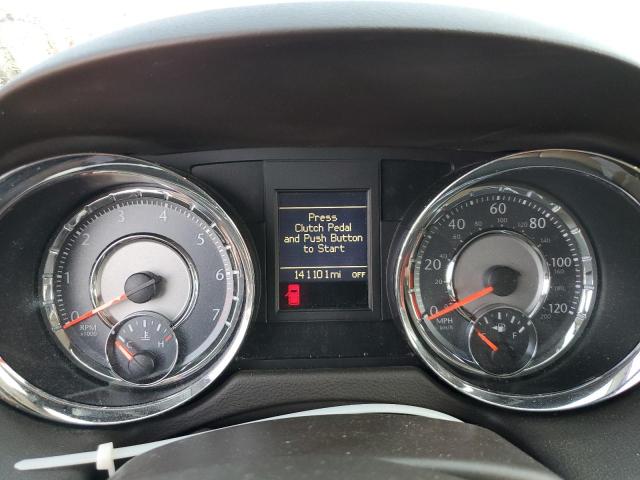 Press
Clutch Pedal
and Push Button
to Start
141101mi OFF
0 1 2 3 4 5 6 7
RPM
x1000
C H
0 20 40 60 80 100 120
MPH
km/h
F